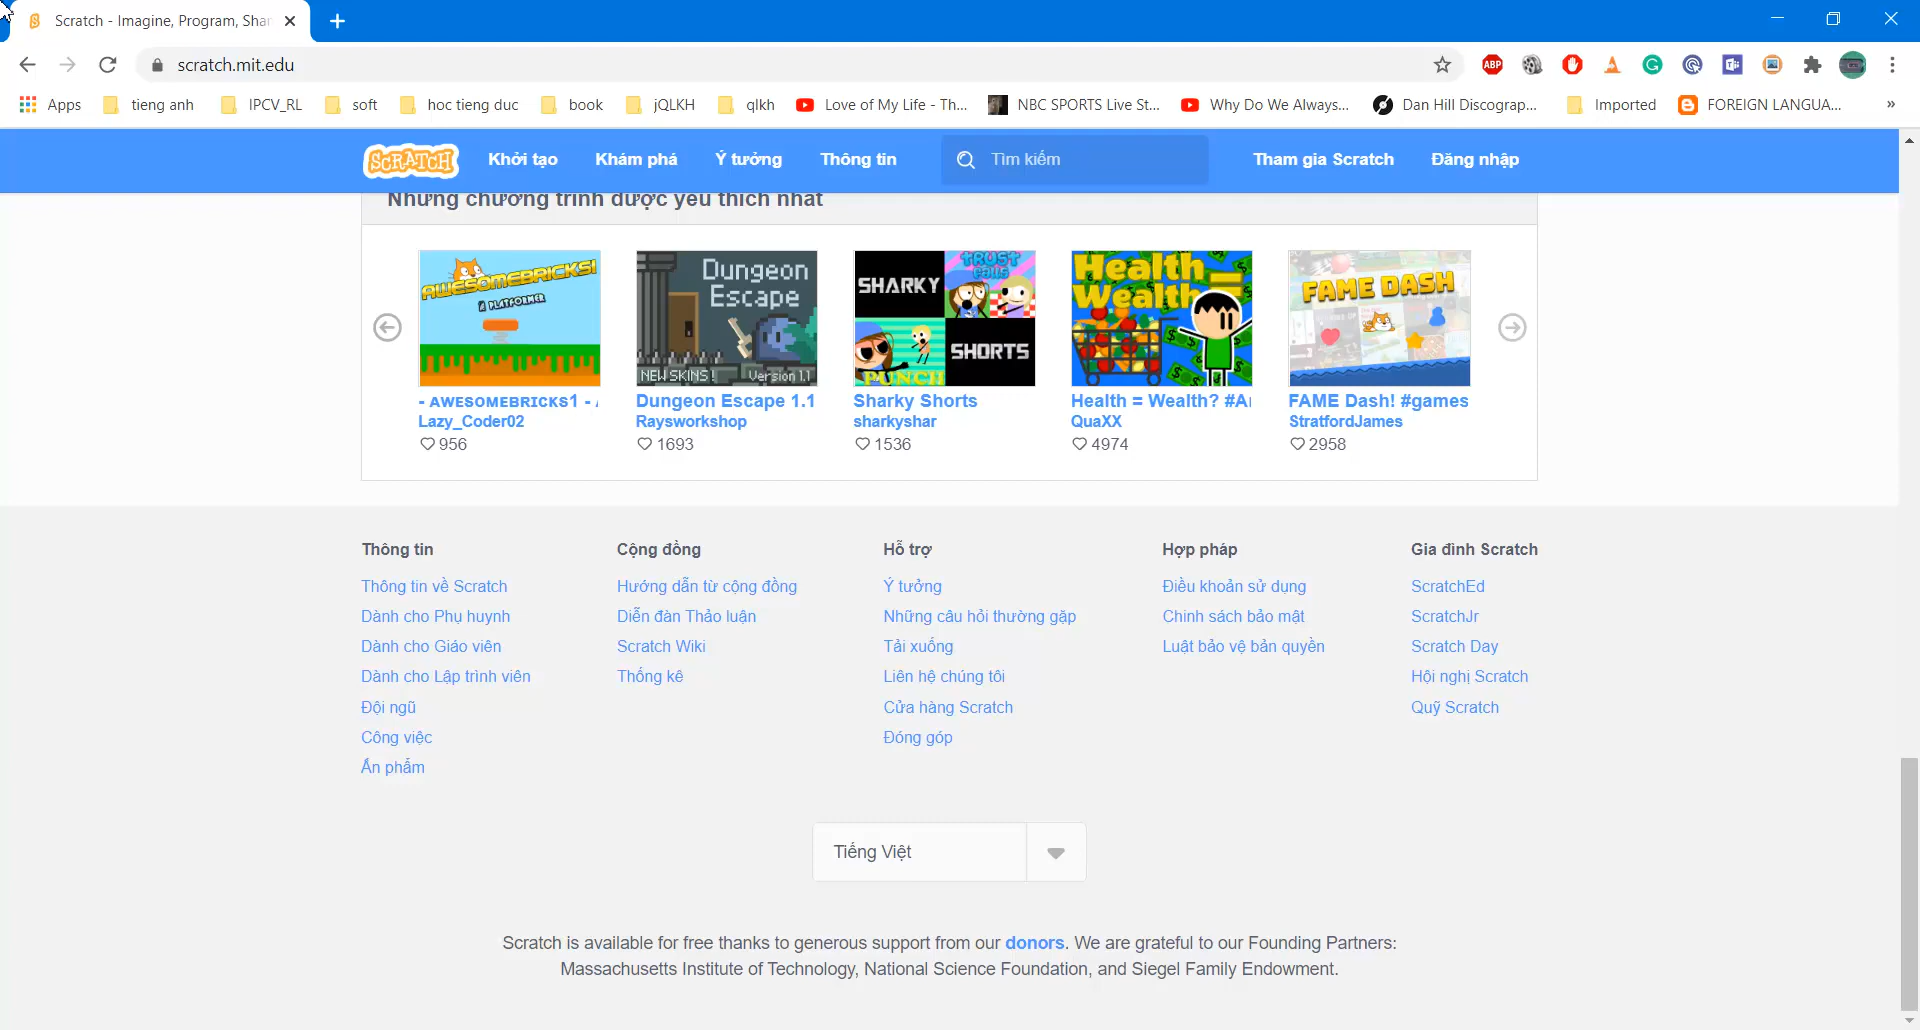 Scratch - Imagine, Program, Shar
scratch.mit.edu
ABP
Apps tieng anh IPCV_RL soft hoc tieng duc book jQLKH qlkh Love of My Life - Th... NBC SPORTS Live St... Why Do We Always... Dan Hill Discograp... Imported FOREIGN LANGUA... »
SCRATCH Khởi tạo Khám phá Ý tưởng Thông tin Tìm kiếm Tham gia Scratch Đăng nhập
Những chương trình được yêu thích nhất
AWESOMEBRICKS!
A PLATFORMER
Dungeon
Escape
NEW SKINS! Version 1.1
SHARKY
TRUST
FALLS
PUNCH
SHORTS
Health
=
Wealth
FAME DASH
- ᴀᴡᴇsᴏᴍᴇʙʀɪᴄᴋs1 -
Lazy_Coder02
956
Dungeon Escape 1.1
Raysworkshop
1693
Sharky Shorts
sharkyshar
1536
Health = Wealth? #A
QuaXX
4974
FAME Dash! #games
StratfordJames
2958
Thông tin
Thông tin về Scratch
Dành cho Phụ huynh
Dành cho Giáo viên
Dành cho Lập trình viên
Đội ngũ
Công việc
Ấn phẩm
Cộng đồng
Hướng dẫn từ cộng đồng
Diễn đàn Thảo luận
Scratch Wiki
Thống kê
Hỗ trợ
Ý tưởng
Những câu hỏi thường gặp
Tải xuống
Liên hệ chúng tôi
Cửa hàng Scratch
Đóng góp
Hợp pháp
Điều khoản sử dụng
Chinh sách bảo mật
Luật bảo vệ bản quyền
Gia đình Scratch
ScratchEd
ScratchJr
Scratch Day
Hội nghị Scratch
Quỹ Scratch
Tiếng Việt
Scratch is available for free thanks to generous support from our donors. We are grateful to our Founding Partners:
Massachusetts Institute of Technology, National Science Foundation, and Siegel Family Endowment.